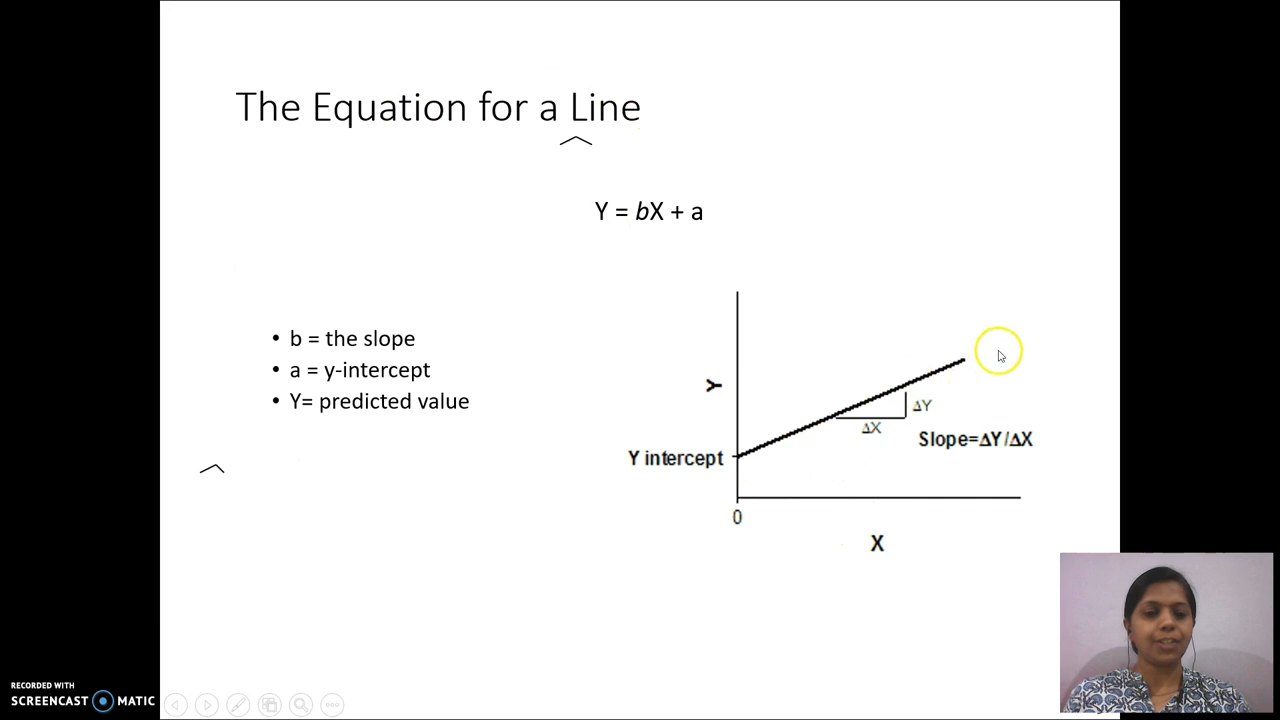 The Equation for a Line
Y = bX + a
• b = the slope
• a = y-intercept
• Y= predicted value
Y
ΔY
ΔX
Slope=ΔY/ΔX
Y intercept
0
X
RECORDED WITH
SCREENCAST MATIC